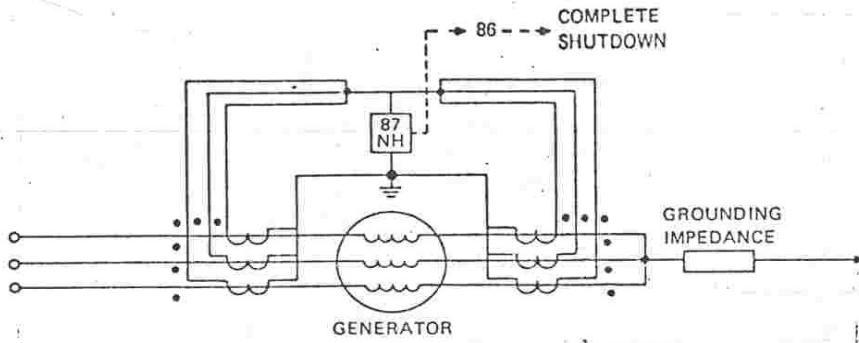 COMPLETE
86 SHUTDOWN
87
NH
GROUNDING
IMPEDANCE
GENERATOR